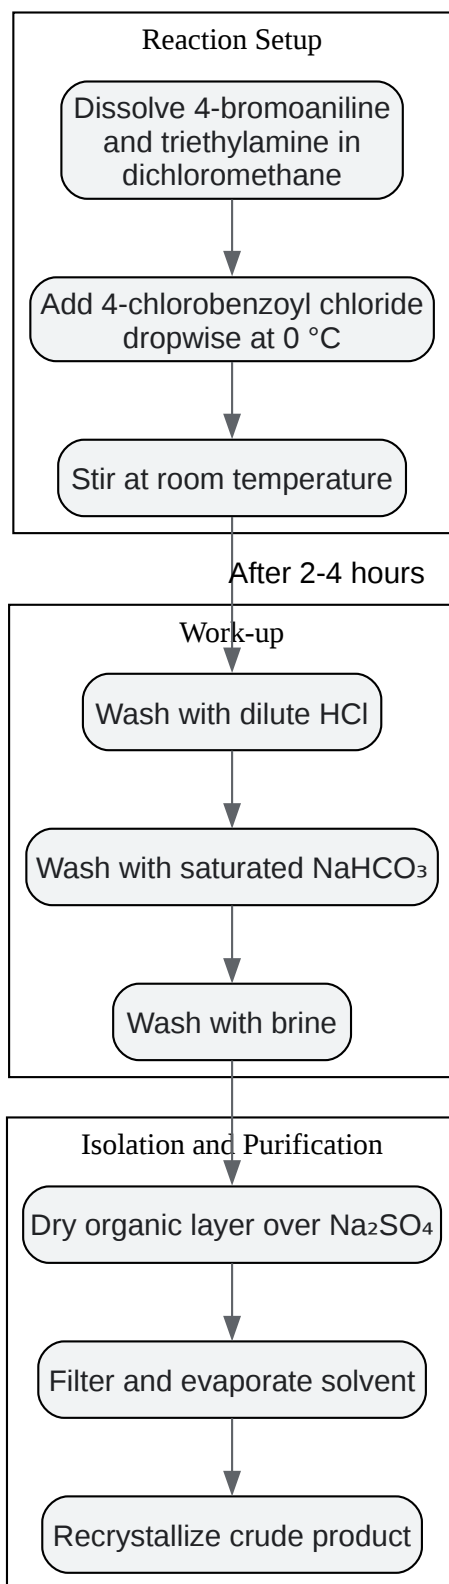 Reaction Setup
Dissolve 4-bromoaniline
and triethylamine in
dichloromethane
Add 4-chlorobenzoyl chloride
dropwise at 0 °C
Stir at room temperature
After 2-4 hours
Work-up
Wash with dilute HCl
Wash with saturated NaHCO₃
Wash with brine
Isolation and Purification
Dry organic layer over Na₂SO₄
Filter and evaporate solvent
Recrystallize crude product